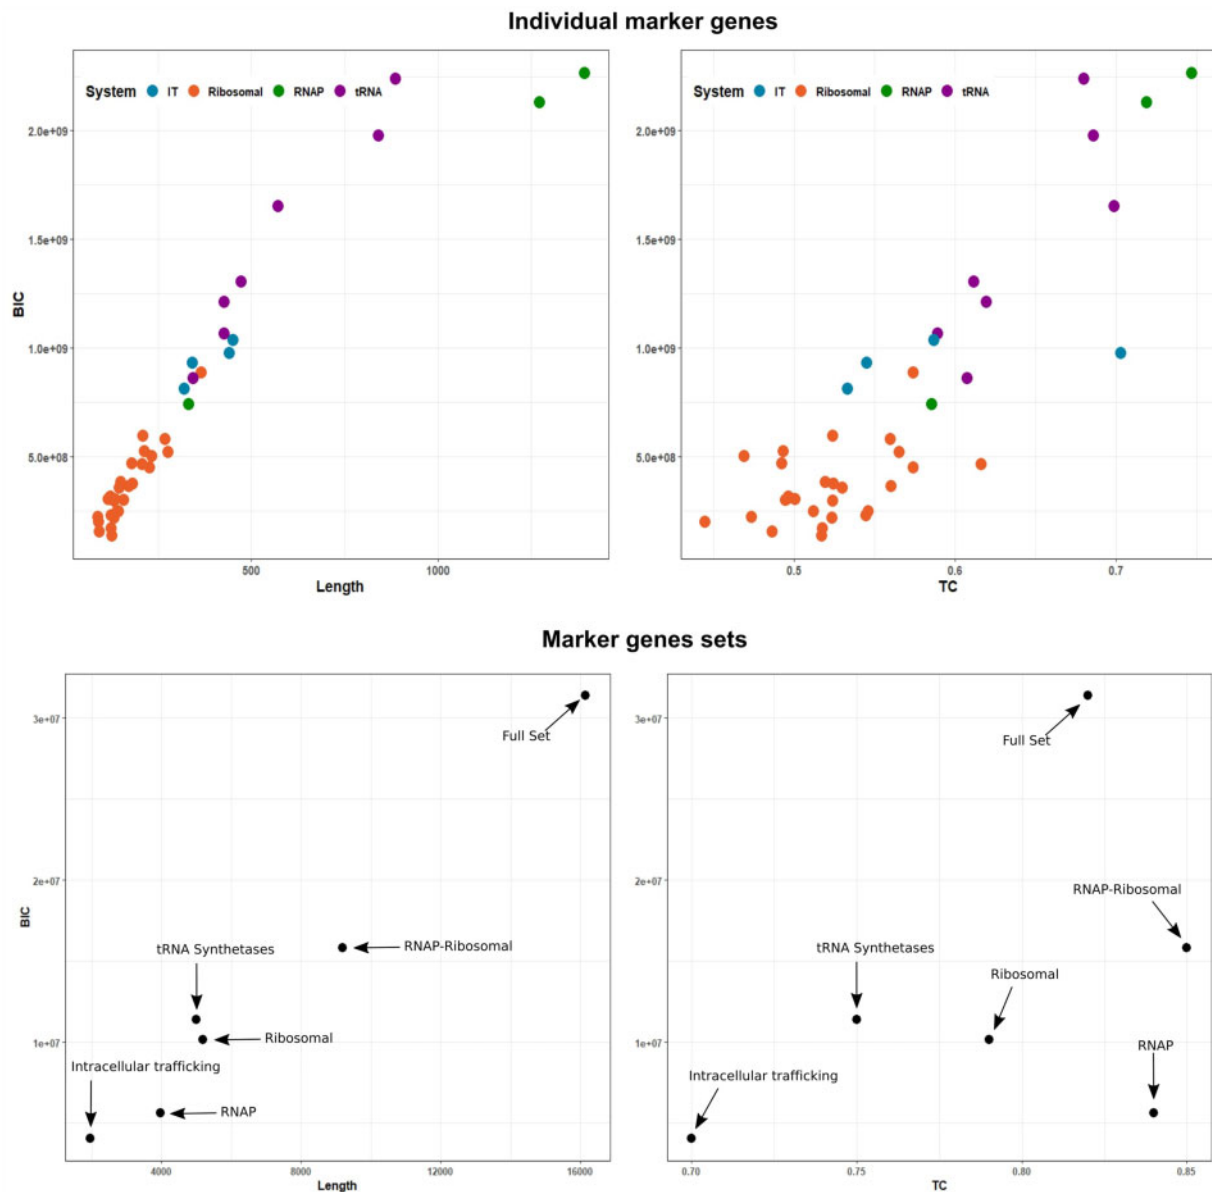 Individual marker genes
System IT Ribosomal RNAP tRNA
2.0e+09
1.5e+09
1.0e+09
5.0e+08
BIC
500 1000
Length
System IT Ribosomal RNAP tRNA
2.0e+09
1.5e+09
1.0e+09
5.0e+08
0.5 0.6 0.7
TC
Marker genes sets
3e+07
2e+07
1e+07
BIC
Full Set
RNAP-Ribosomal
tRNA Synthetases
Ribosomal
Intracellular trafficking
RNAP
4000 8000 12000 16000
Length
3e+07
2e+07
1e+07
Full Set
RNAP-Ribosomal
tRNA Synthetases
Ribosomal
RNAP
Intracellular trafficking
0.70 0.75 0.80 0.85
TC